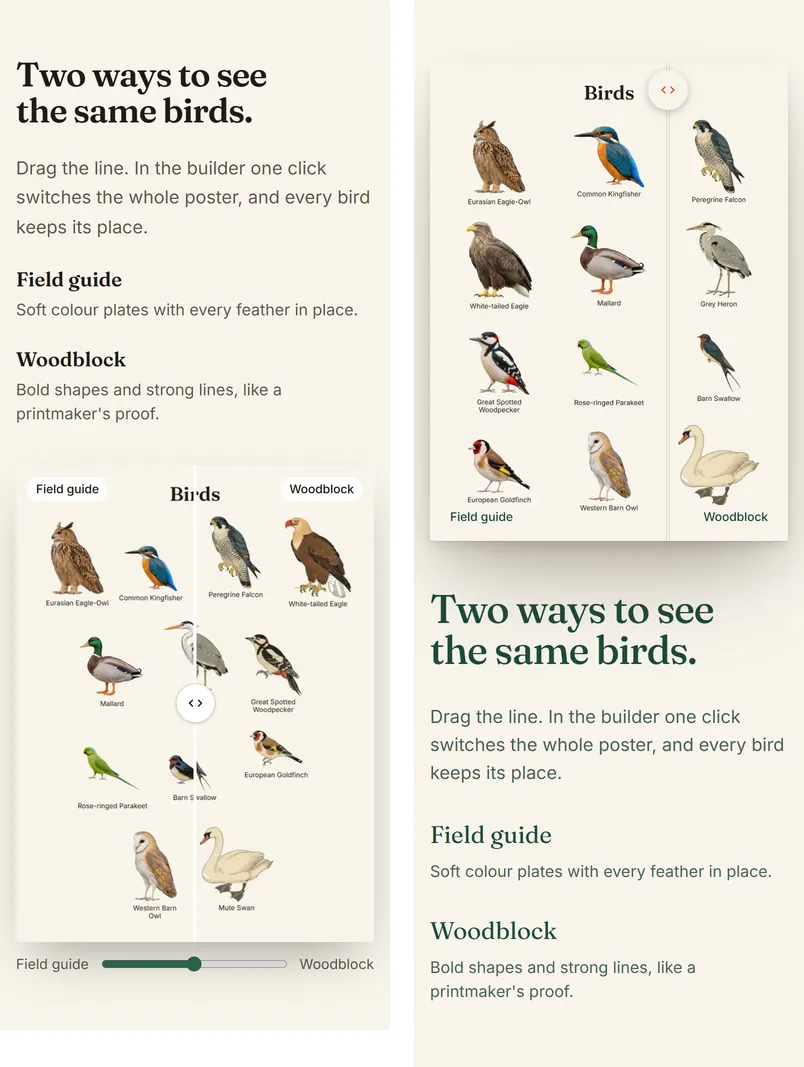 Two ways to see
the same birds.
Drag the line. In the builder one click
switches the whole poster, and every bird
keeps its place.
Field guide
Soft colour plates with every feather in place.
Woodblock
Bold shapes and strong lines, like a
printmaker's proof.
Field guide
Birds
Woodblock
Eurasian Eagle-Owl
Common Kingfisher
Peregrine Falcon
White-tailed Eagle
Mallard
Great Spotted
Woodpecker
Rose-ringed Parakeet
Barn Swallow
European Goldfinch
Western Barn
Owl
Mute Swan
Field guide
Woodblock
Birds
Eurasian Eagle-Owl
Common Kingfisher
Peregrine Falcon
White-tailed Eagle
Mallard
Grey Heron
Great Spotted
Woodpecker
Rose-ringed Parakeet
Barn Swallow
European Goldfinch
Western Barn Owl
Field guide
Woodblock
Two ways to see
the same birds.
Drag the line. In the builder one click
switches the whole poster, and every bird
keeps its place.
Field guide
Soft colour plates with every feather in place.
Woodblock
Bold shapes and strong lines, like a
printmaker's proof.